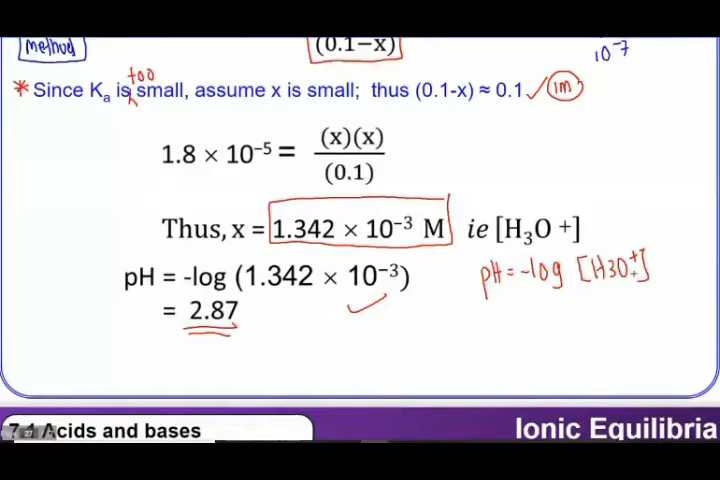 method
(0.1−x)
10⁻⁷
too
* Since Kₐ is small, assume x is small; thus (0.1-x) ≈ 0.1 ✓ 1m
1.8 × 10⁻⁵ = (x)(x)
(0.1)
Thus, x = 1.342 × 10⁻³ M ie [H₃O +]
pH = -log (1.342 × 10⁻³)
pH = -log [H3O⁺]
= 2.87
27
7.1 Acids and bases
Ionic Equilibria